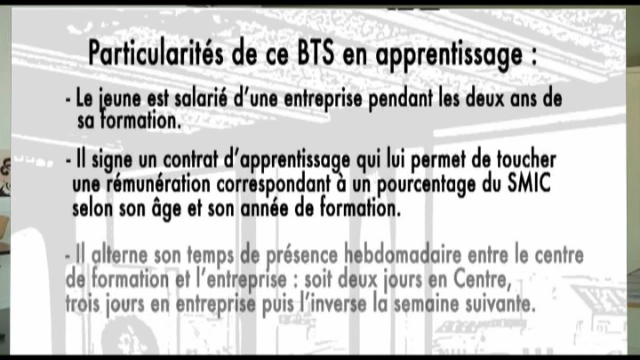 Particularités de ce BTS en apprentissage :
- Le jeune est salarié d'une entreprise pendant les deux ans de
sa formation.
- Il signe un contrat d'apprentissage qui lui permet de toucher
une rémunération correspondant à un pourcentage du SMIC
selon son âge et son année de formation.
- Il alterne son temps de présence hebdomadaire entre le centre
de formation et l'entreprise : soit deux jours en Centre,
trois jours en entreprise puis l'inverse la semaine suivante.